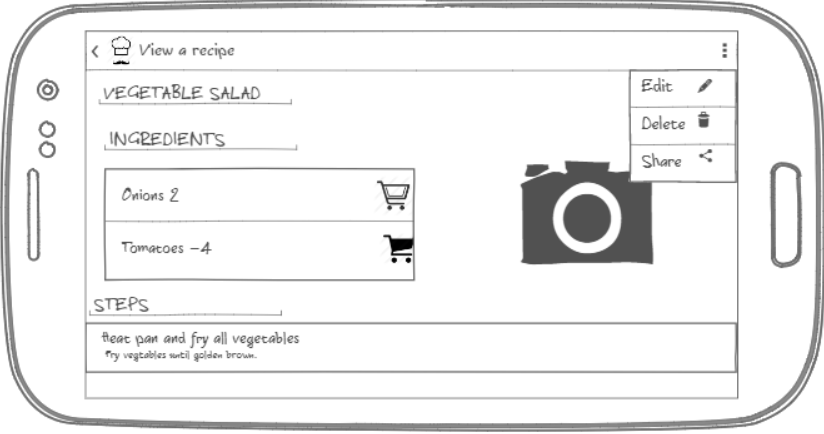 View a recipe
Edit
Delete
Share
VEGETABLE SALAD
INGREDIENTS
Onions 2
Tomatoes -4
STEPS
Heat pan and fry all vegetables
Fry vegtables until golden brown.